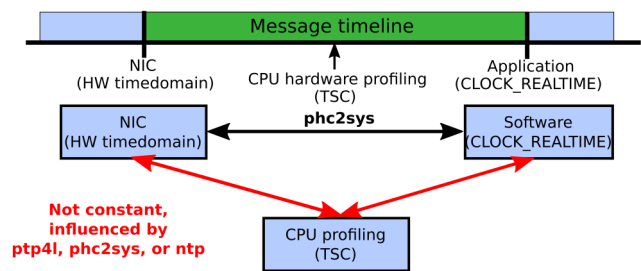 Message timeline
NIC
(HW timedomain)
CPU hardware profiling
(TSC)
Application
(CLOCK_REALTIME)
phc2sys
NIC
(HW timedomain)
Software
(CLOCK_REALTIME)
Not constant,
influenced by
ptp4l, phc2sys, or ntp
CPU profiling
(TSC)